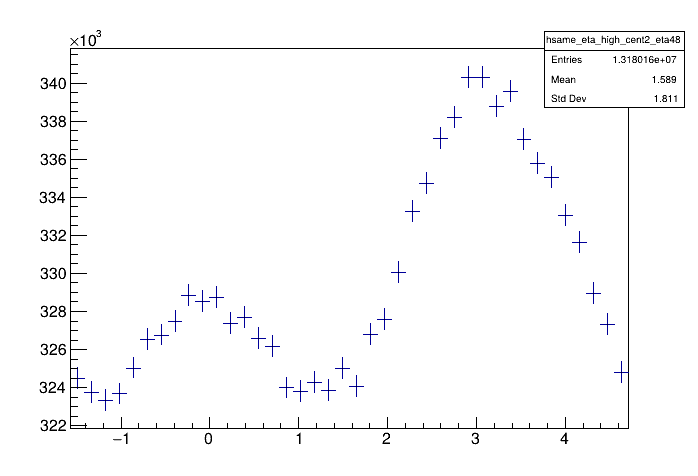 ×10³
hsame_eta_high_cent2_eta48
Entries 1.318016e+07
Mean 1.589
Std Dev 1.811
340
338
336
334
332
330
328
326
324
322
−1 0 1 2 3 4